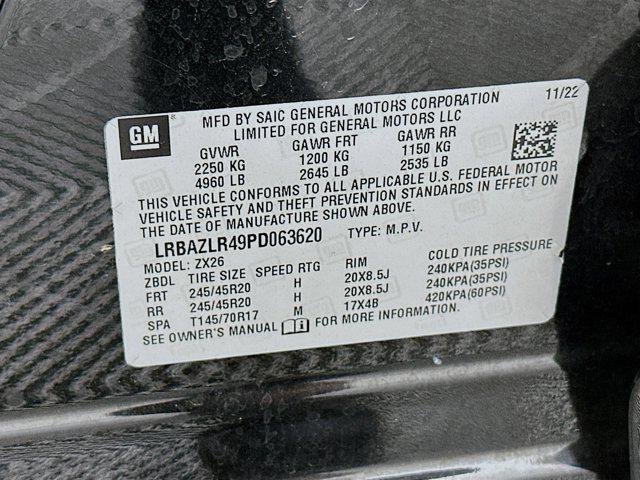 GM
MFD BY SAIC GENERAL MOTORS CORPORATION 11/22
LIMITED FOR GENERAL MOTORS LLC
GVWR GAWR FRT GAWR RR
2250 KG 1200 KG 1150 KG
4960 LB 2645 LB 2535 LB
THIS VEHICLE CONFORMS TO ALL APPLICABLE U.S. FEDERAL MOTOR
VEHICLE SAFETY AND THEFT PREVENTION STANDARDS IN EFFECT ON
THE DATE OF MANUFACTURE SHOWN ABOVE.
LRBAZLR49PD063620 TYPE: M.P.V.
MODEL: ZX26
ZBDL TIRE SIZE SPEED RTG RIM COLD TIRE PRESSURE
FRT 245/45R20 H 20X8.5J 240KPA(35PSI)
RR 245/45R20 H 20X8.5J 240KPA(35PSI)
SPA T145/70R17 M 17X4B 420KPA(60PSI)
SEE OWNER'S MANUAL FOR MORE INFORMATION.